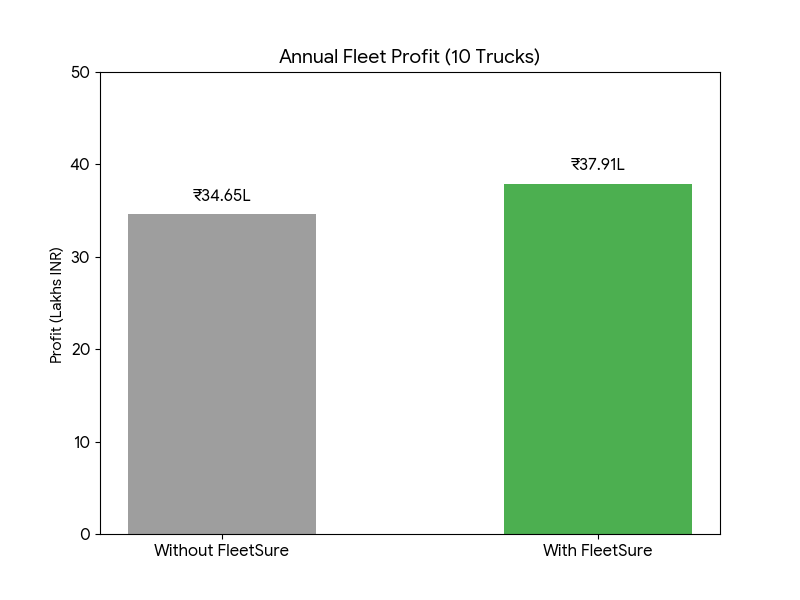 Annual Fleet Profit (10 Trucks)
50
40
30
20
10
0
Profit (Lakhs INR)
₹34.65L
₹37.91L
Without FleetSure
With FleetSure